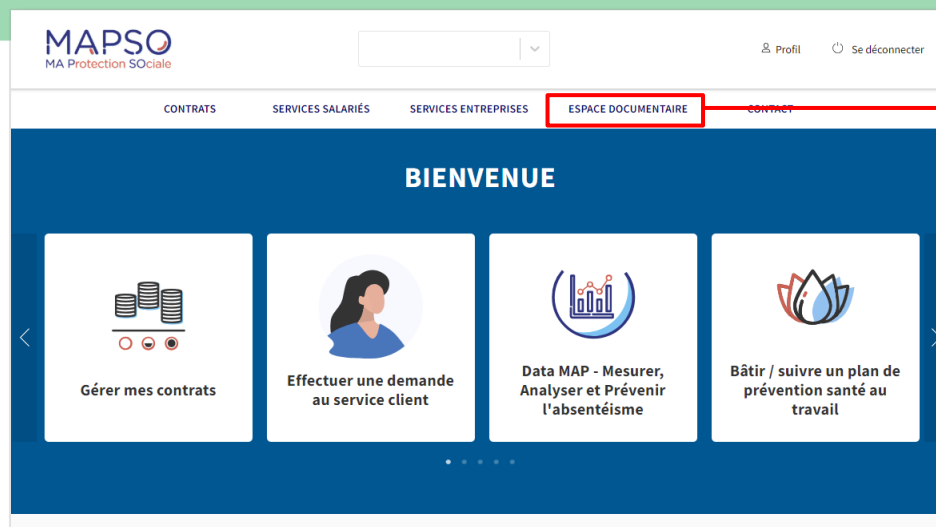 MAPSO
MA Protection SOciale
Profil
Se déconnecter
CONTRATS
SERVICES SALARIÉS
SERVICES ENTREPRISES
ESPACE DOCUMENTAIRE
CONTACT
BIENVENUE
Gérer mes contrats
Effectuer une demande
au service client
Data MAP - Mesurer,
Analyser et Prévenir
l'absentéisme
Bâtir / suivre un plan de
prévention santé au
travail